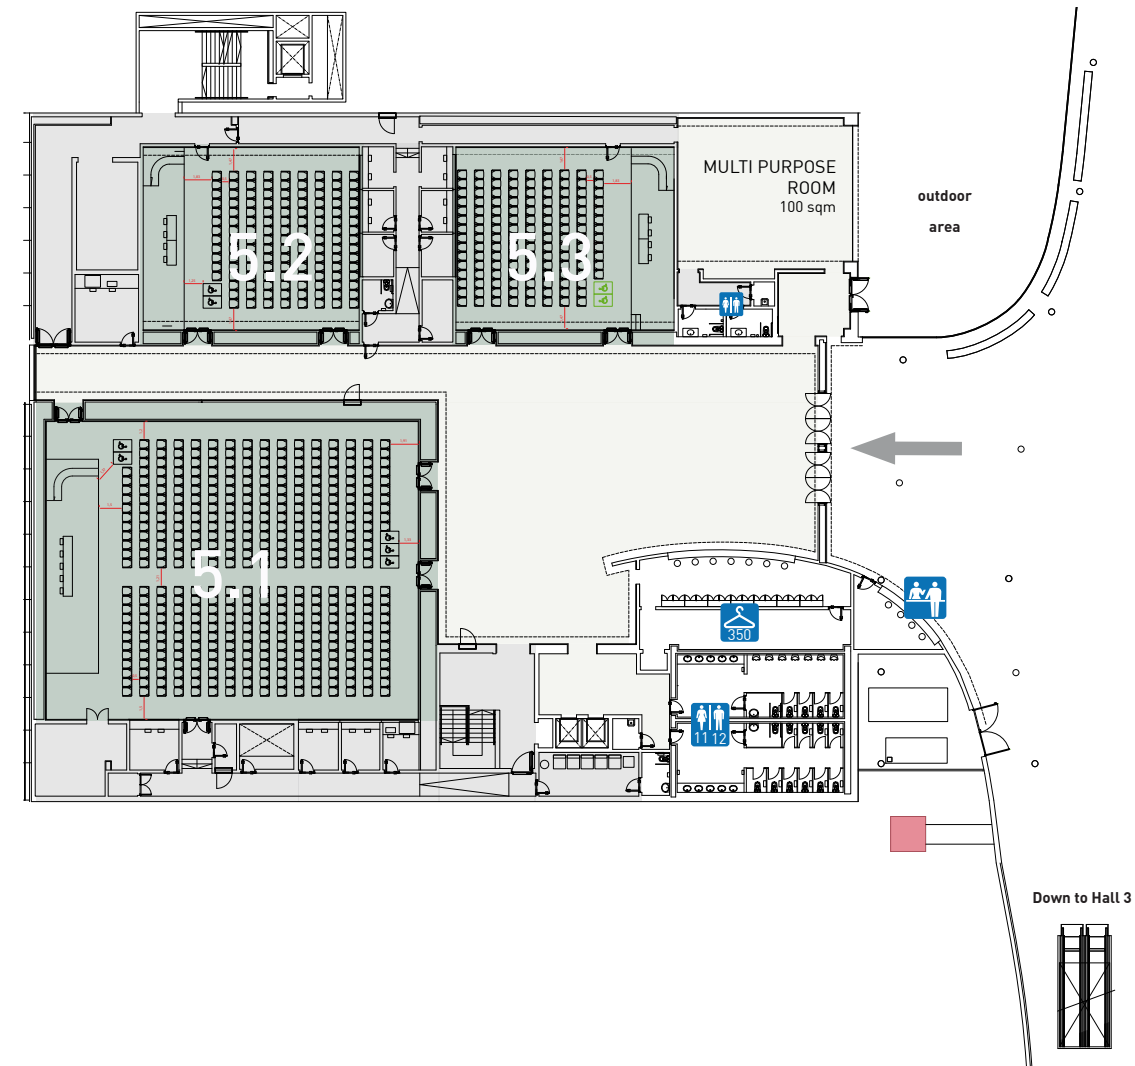 MULTI PURPOSE
ROOM
100 sqm
outdoor
area
5.2
5.3
5.1
350
11 12
Down to Hall 3